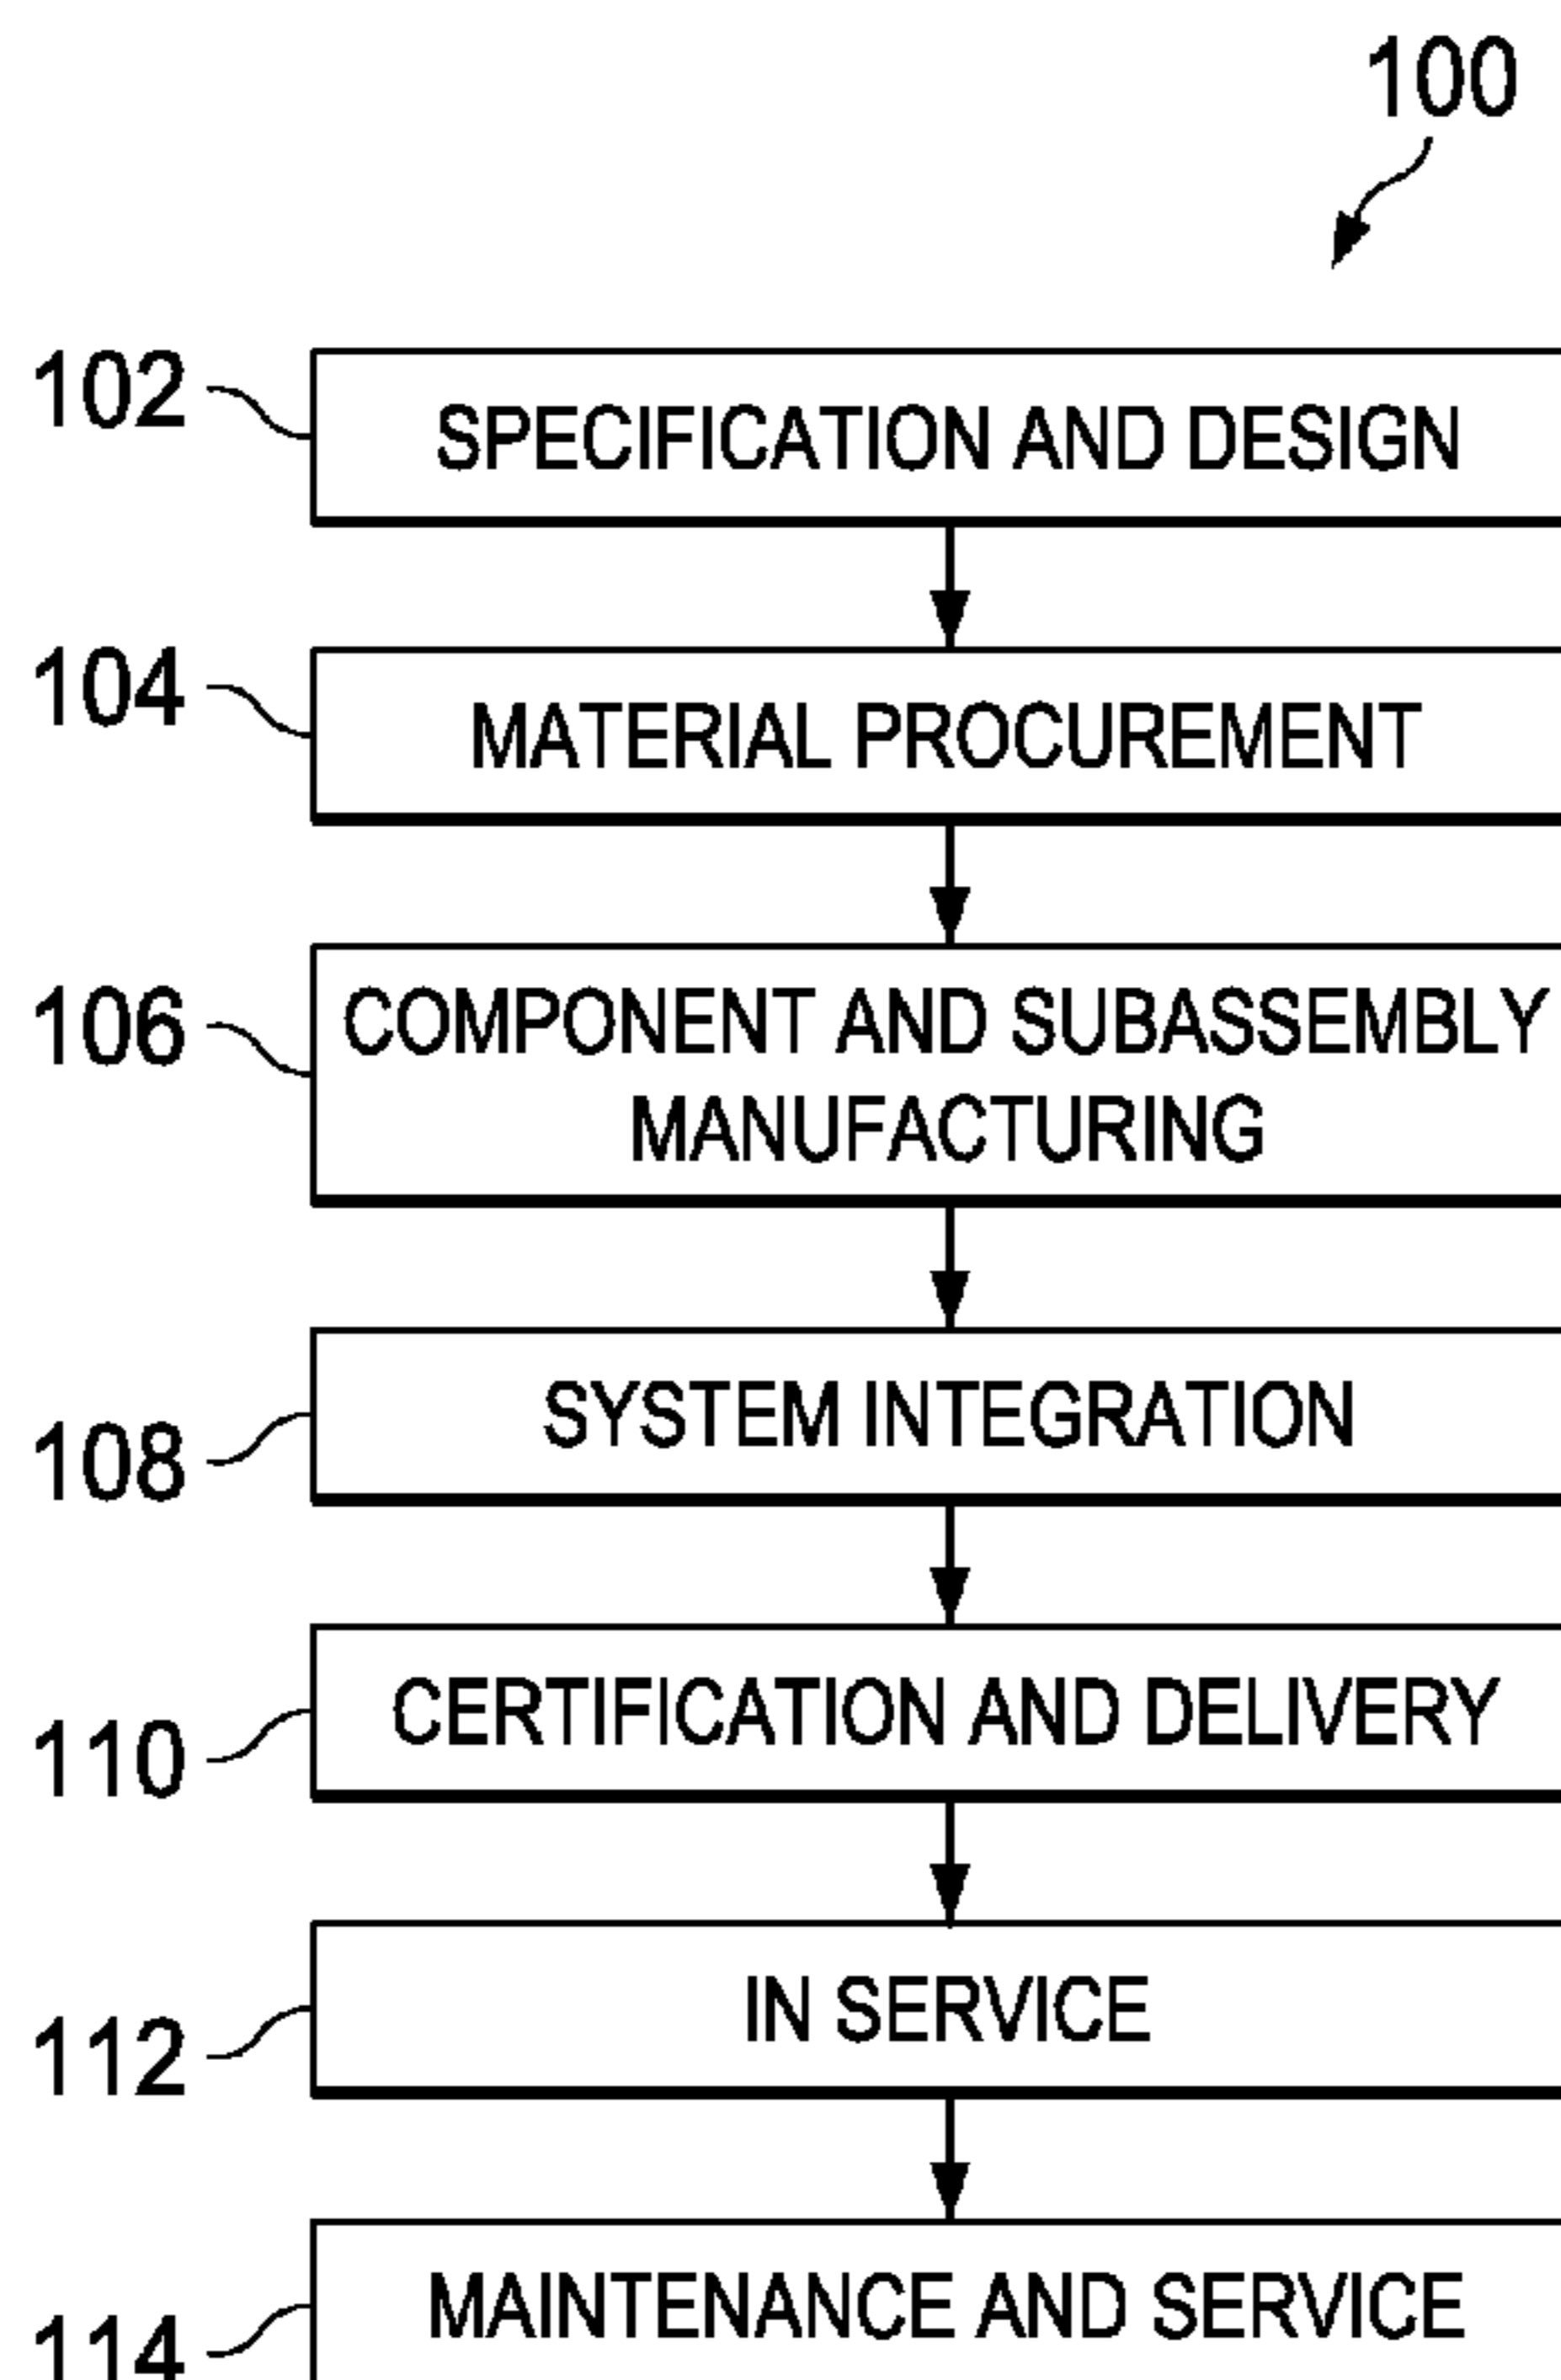 100
102
SPECIFICATION AND DESIGN
104
MATERIAL PROCUREMENT
106
COMPONENT AND SUBASSEMBLY
MANUFACTURING
108
SYSTEM INTEGRATION
110
CERTIFICATION AND DELIVERY
112
IN SERVICE
114
MAINTENANCE AND SERVICE